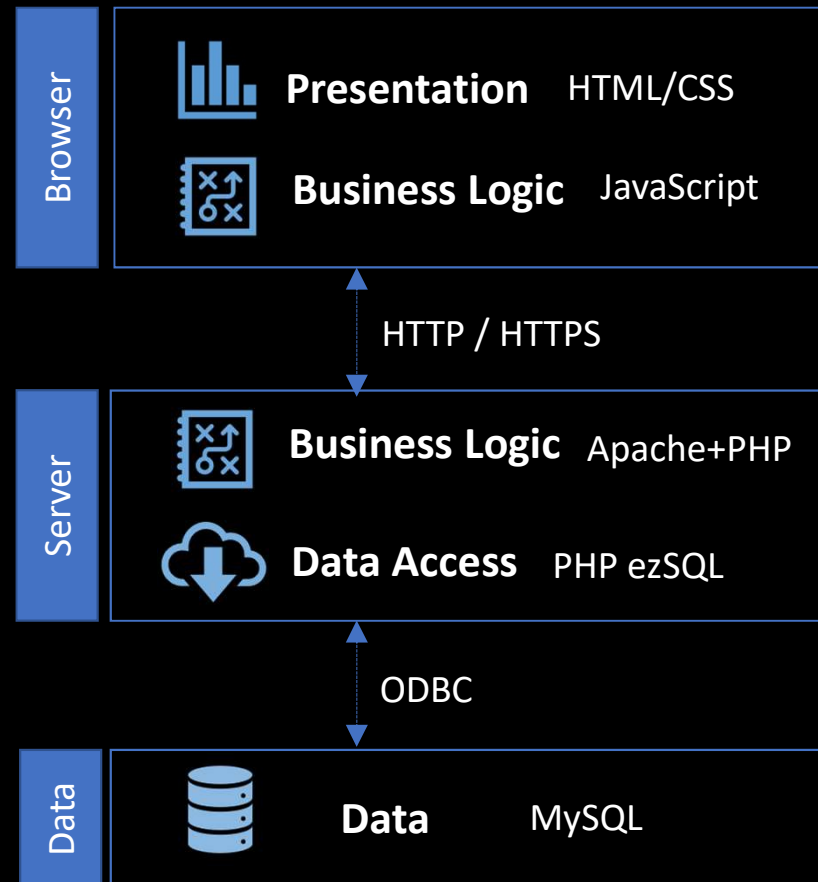 Browser
Presentation HTML/CSS
Business Logic JavaScript
HTTP / HTTPS
Server
Business Logic Apache+PHP
Data Access PHP ezSQL
ODBC
Data
Data MySQL